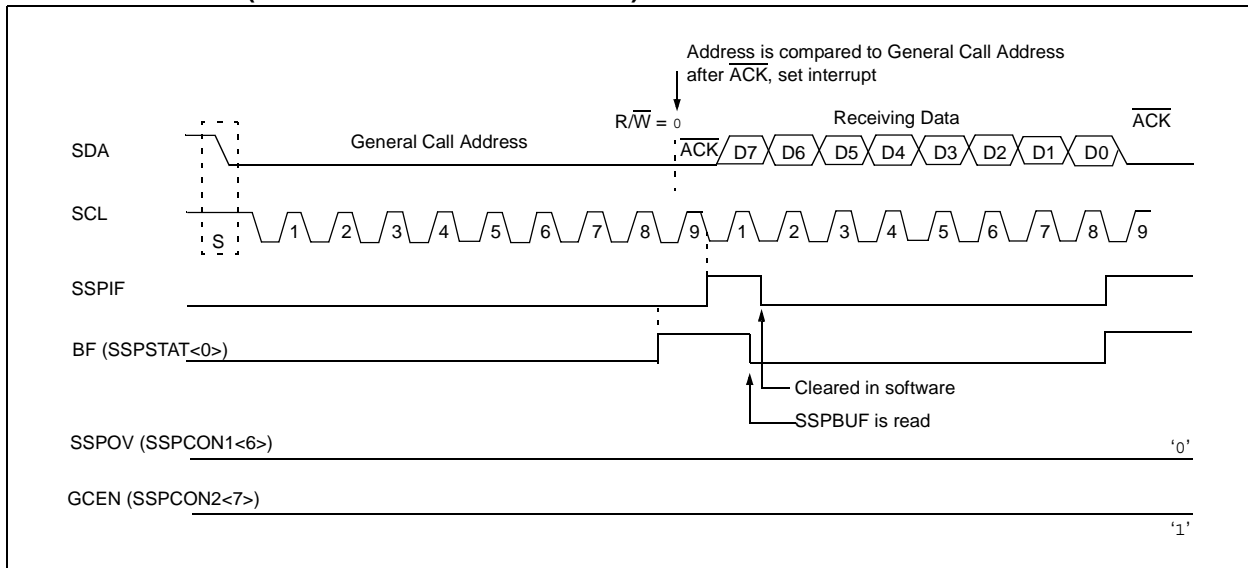 Address is compared to General Call Address
after ACK, set interrupt
R/W = 0
Receiving Data
ACK
SDA
General Call Address
ACK D7 D6 D5 D4 D3 D2 D1 D0
SCL
S
1 2 3 4 5 6 7 8 9 1 2 3 4 5 6 7 8 9
SSPIF
BF (SSPSTAT<0>)
Cleared in software
SSPBUF is read
SSPOV (SSPCON1<6>)
‘0’
GCEN (SSPCON2<7>)
‘1’